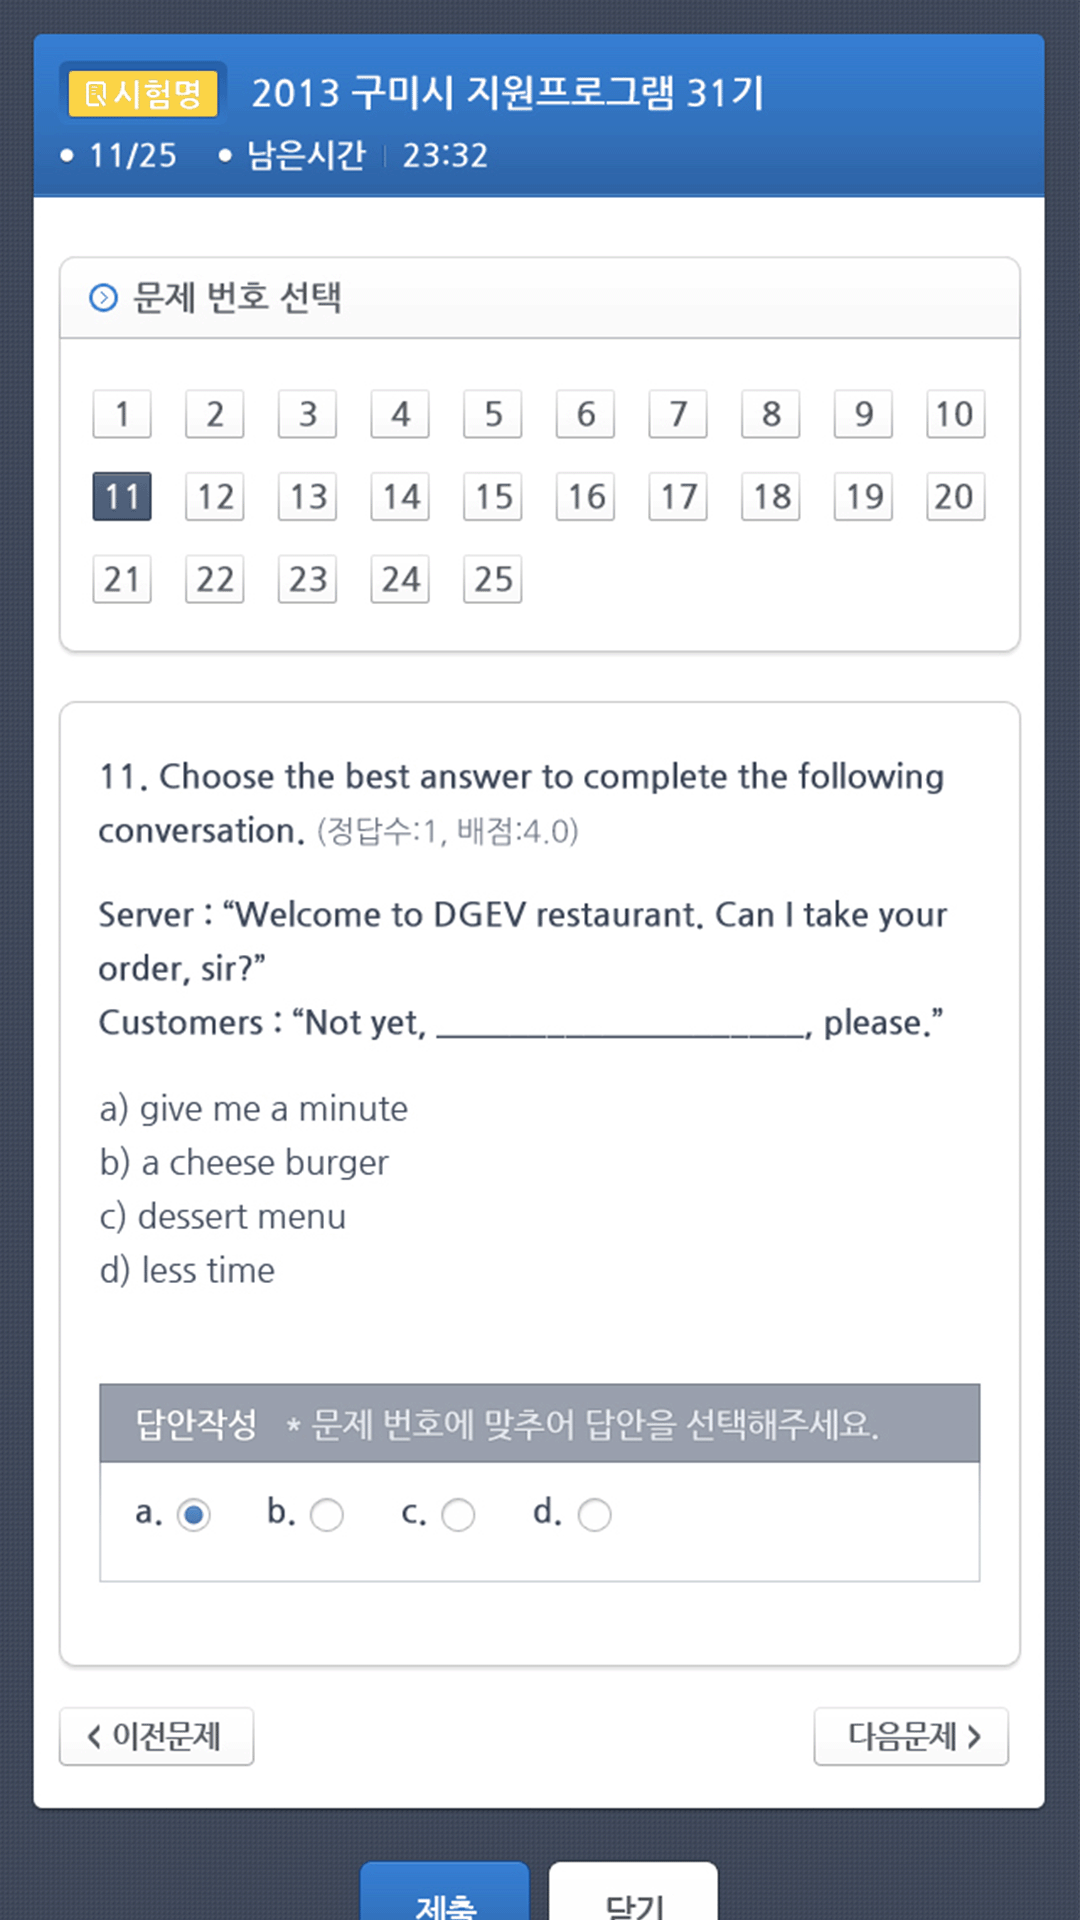 시험명 2013 구미시 지원프로그램 31기
• 11/25 • 남은시간 | 23:32
문제 번호 선택
1 2 3 4 5 6 7 8 9 10
11 12 13 14 15 16 17 18 19 20
21 22 23 24 25
11. Choose the best answer to complete the following
conversation. (정답수:1, 배점:4.0)
Server : “Welcome to DGEV restaurant. Can I take your
order, sir?”
Customers : “Not yet, ____________________, please.”
a) give me a minute
b) a cheese burger
c) dessert menu
d) less time
답안작성 * 문제 번호에 맞추어 답안을 선택해주세요.
a. b. c. d.
이전문제 다음문제
제출 닫기